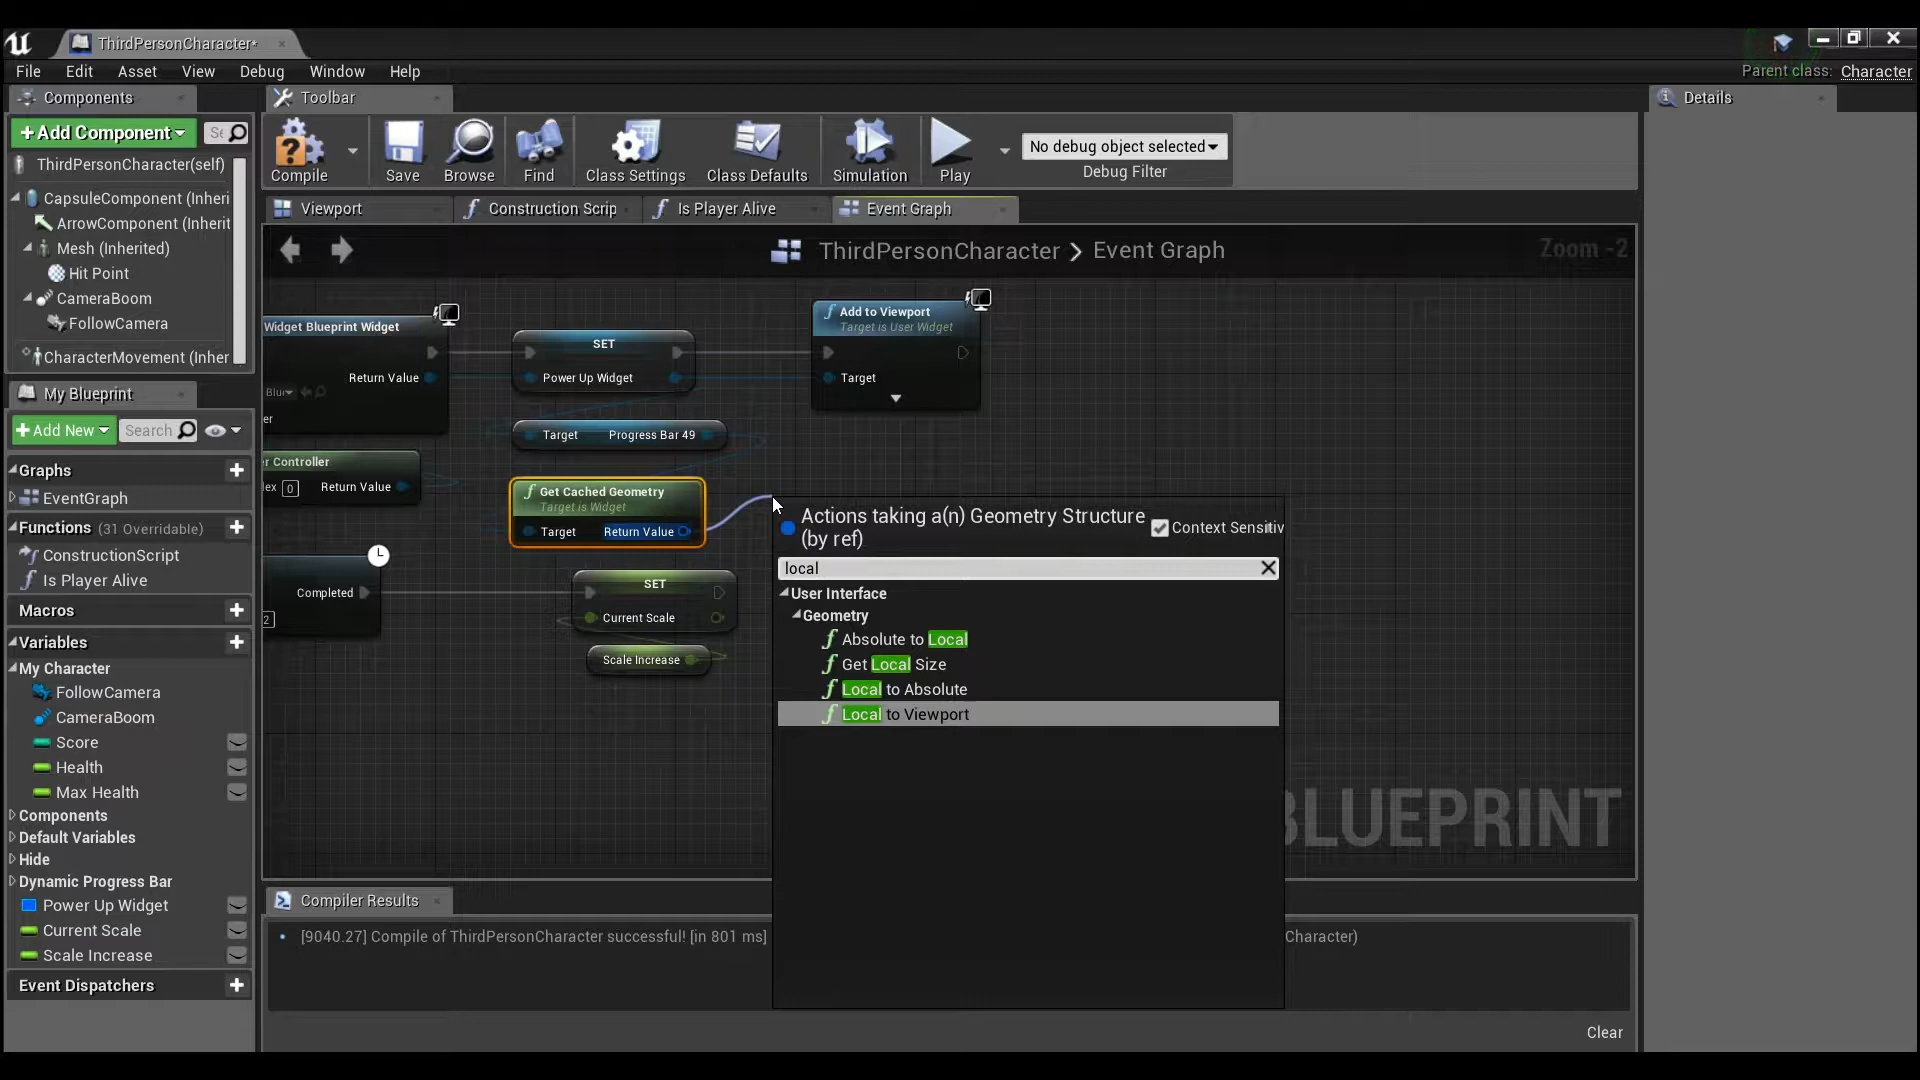 ThirdPersonCharacter*
File Edit Asset View Debug Window Help
Parent class: Character
Components
+Add Component
ThirdPersonCharacter(self)
CapsuleComponent (Inheri
ArrowComponent (Inherit
Mesh (Inherited)
Hit Point
CameraBoom
FollowCamera
CharacterMovement (Inher
My Blueprint
+Add New
Search
Graphs
EventGraph
Functions (31 Overridable)
ConstructionScript
Is Player Alive
Macros
Variables
My Character
FollowCamera
CameraBoom
Score
Health
Max Health
Components
Default Variables
Hide
Dynamic Progress Bar
Power Up Widget
Current Scale
Scale Increase
Event Dispatchers
Toolbar
Compile Save Browse Find Class Settings Class Defaults Simulation Play
No debug object selected
Debug Filter
Viewport Construction Scrip Is Player Alive Event Graph
ThirdPersonCharacter > Event Graph
Zoom -2
Widget Blueprint Widget
Return Value
Blu
er
SET
Power Up Widget
Add to Viewport
Target is User Widget
Target
Target Progress Bar 49
r Controller
ex 0 Return Value
Get Cached Geometry
Target is Widget
Target Return Value
Completed
2
SET
Current Scale
Scale Increase
Actions taking a(n) Geometry Structure
(by ref)
Context Sensitiv
local
User Interface
Geometry
Absolute to Local
Get Local Size
Local to Absolute
Local to Viewport
BLUEPRINT
Compiler Results
[9040.27] Compile of ThirdPersonCharacter successful! [in 801 ms]
Character)
Clear
Details